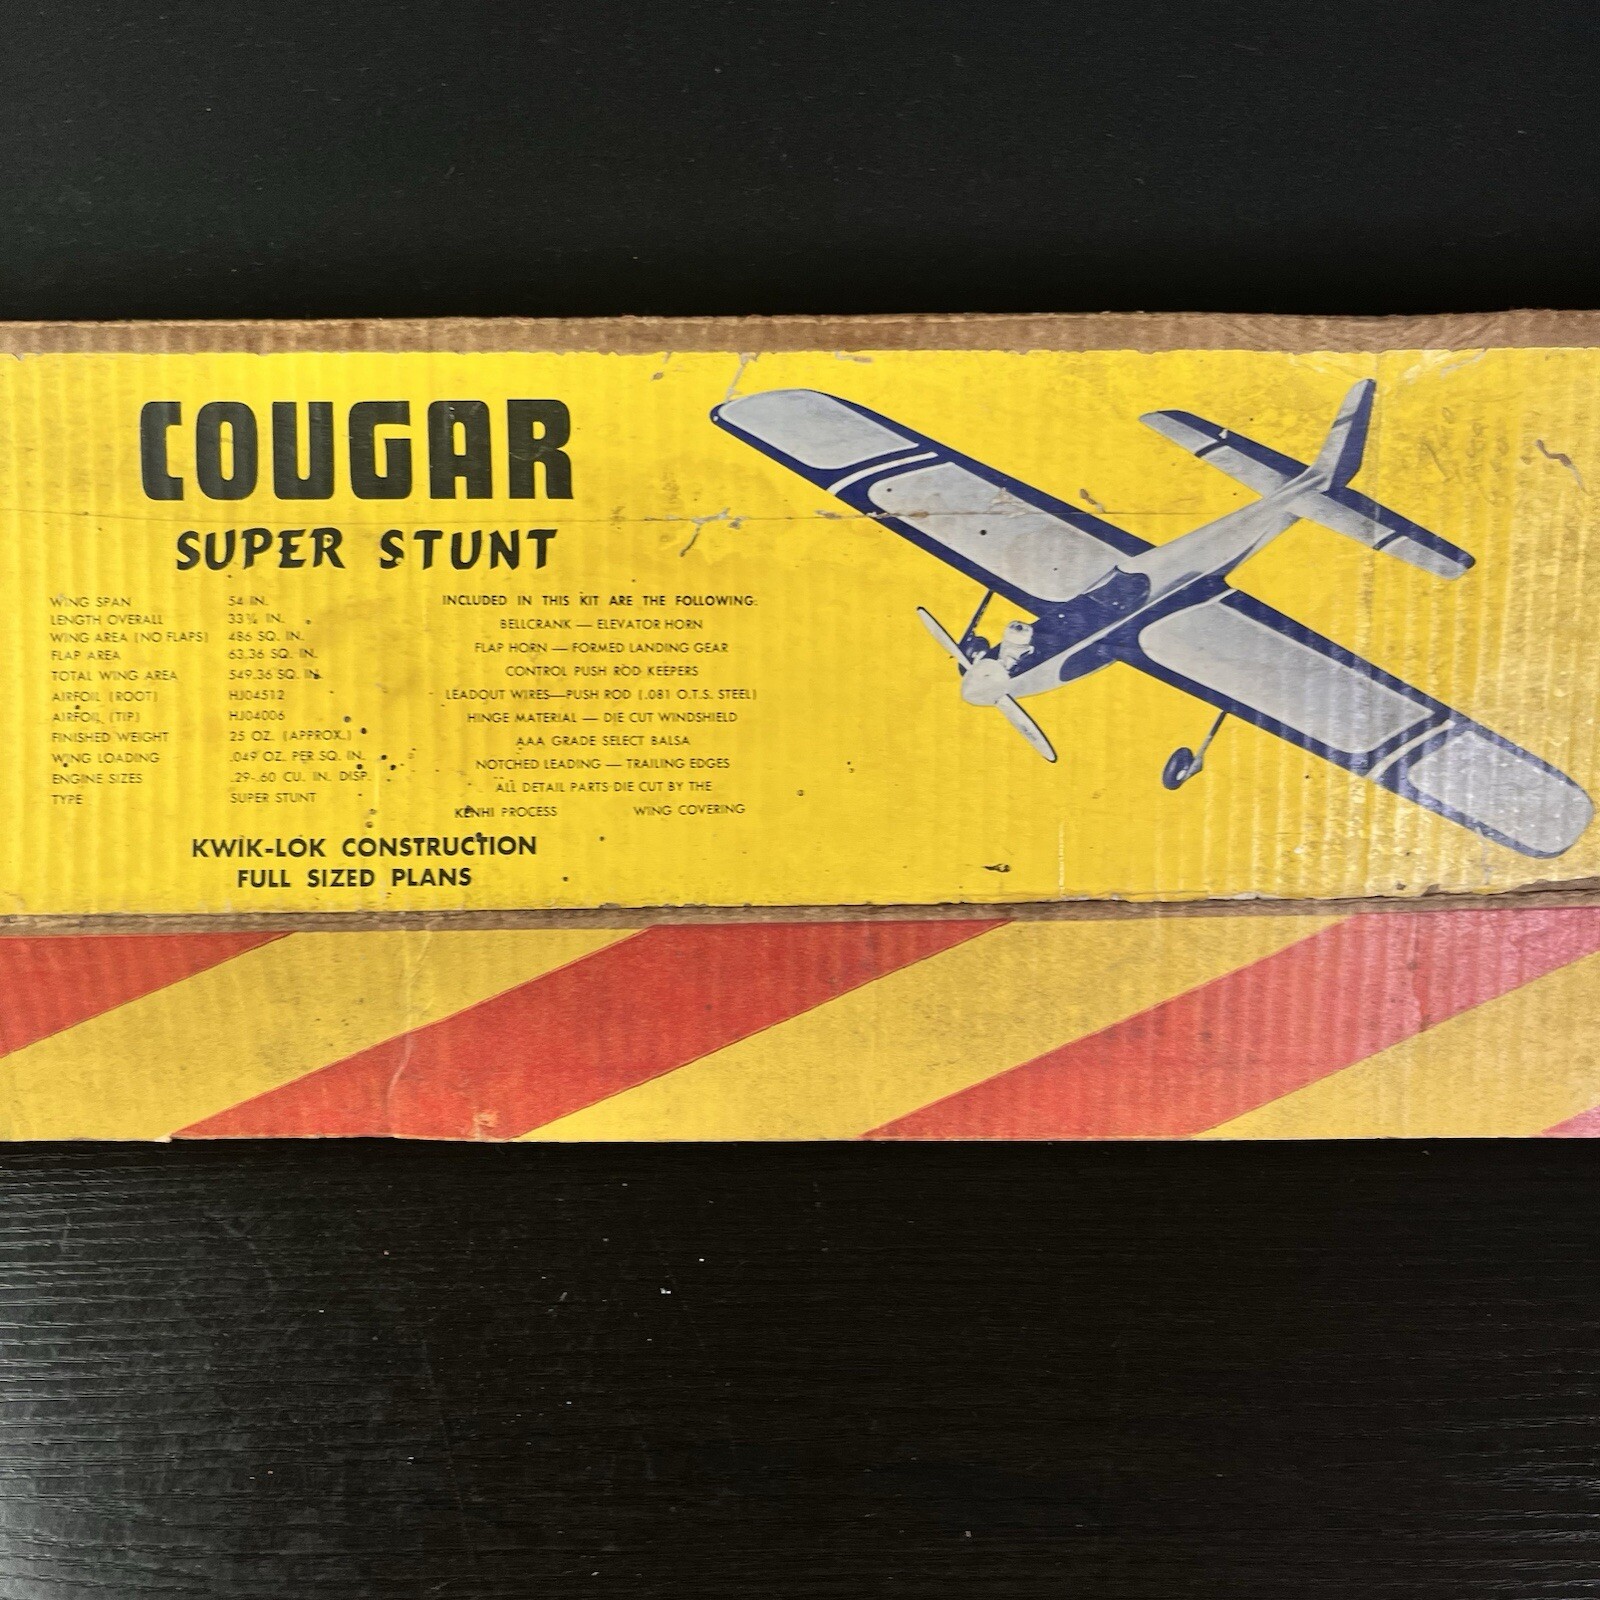 COUGAR
SUPER STUNT
WING SPAN 54 IN.
LENGTH OVERALL 33¼ IN.
WING AREA (NO FLAPS) 486 SQ. IN.
FLAP AREA 63.36 SQ. IN.
TOTAL WING AREA 549.36 SQ. IN.
AIRFOIL (ROOT) HJ04512
AIRFOIL (TIP) HJ04006
FINISHED WEIGHT 25 OZ. (APPROX.)
WING LOADING .049 OZ. PER SQ. IN.
ENGINE SIZES .29-.60 CU. IN. DISP.
TYPE SUPER STUNT
INCLUDED IN THIS KIT ARE THE FOLLOWING:
BELLCRANK — ELEVATOR HORN
FLAP HORN — FORMED LANDING GEAR
CONTROL PUSH ROD KEEPERS
LEADOUT WIRES—PUSH ROD (.081 O.T.S. STEEL)
HINGE MATERIAL — DIE CUT WINDSHIELD
AAA GRADE SELECT BALSA
NOTCHED LEADING — TRAILING EDGES
ALL DETAIL PARTS DIE CUT BY THE
KENHI PROCESS WING COVERING
KWIK-LOK CONSTRUCTION
FULL SIZED PLANS